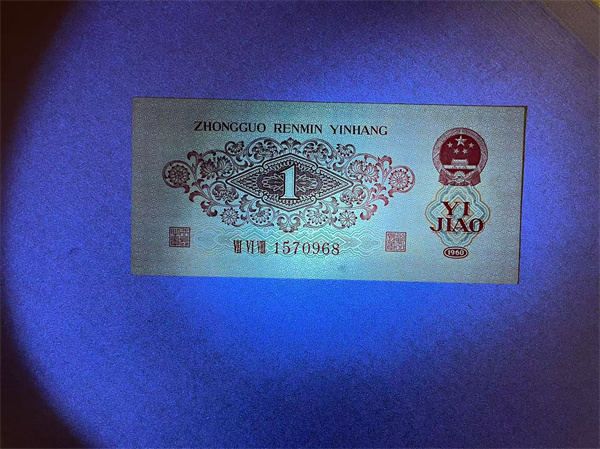 ZHONGGUO RENMIN YINHANG
1
YI
JIAO
1570968
1960